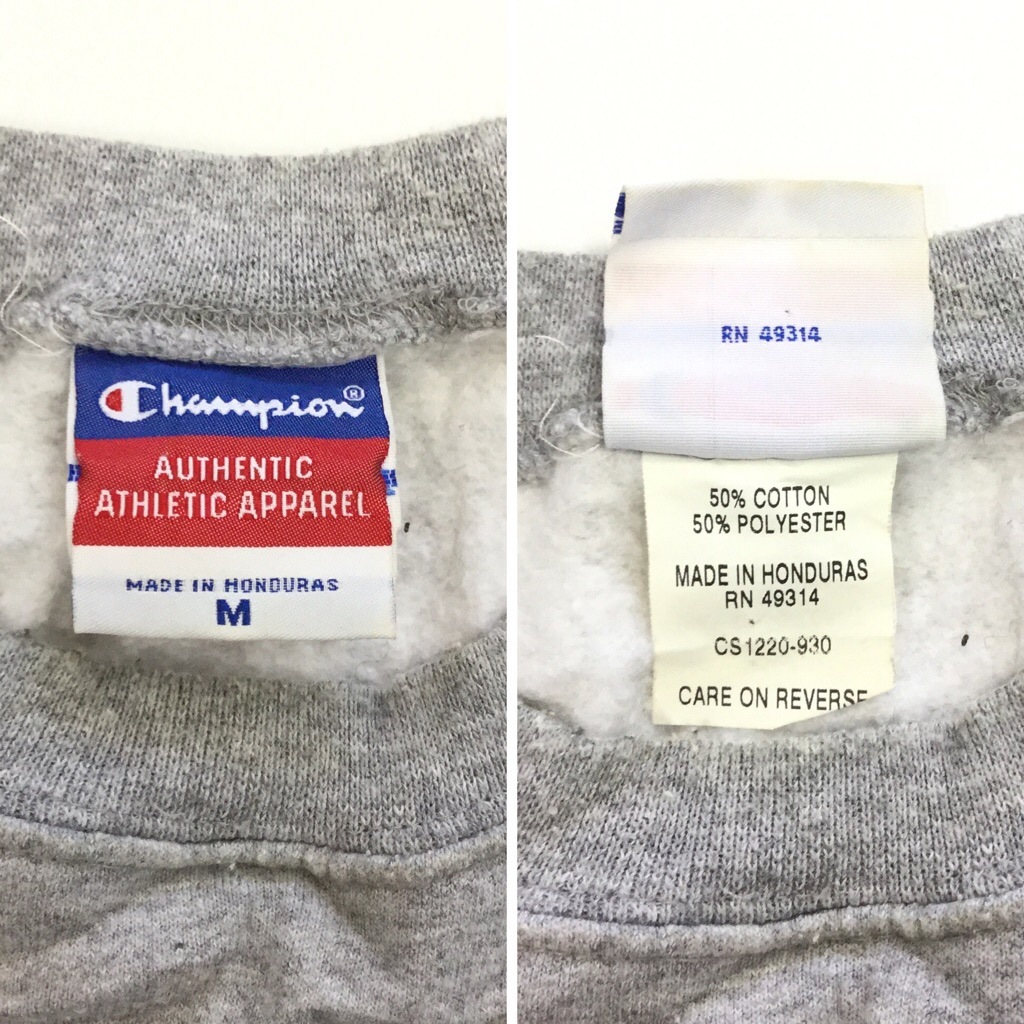 Champion®
AUTHENTIC
ATHLETIC APPAREL
MADE IN HONDURAS
M
RN 49314
50% COTTON
50% POLYESTER
MADE IN HONDURAS
RN 49314
CS1220-930
CARE ON REVERSE